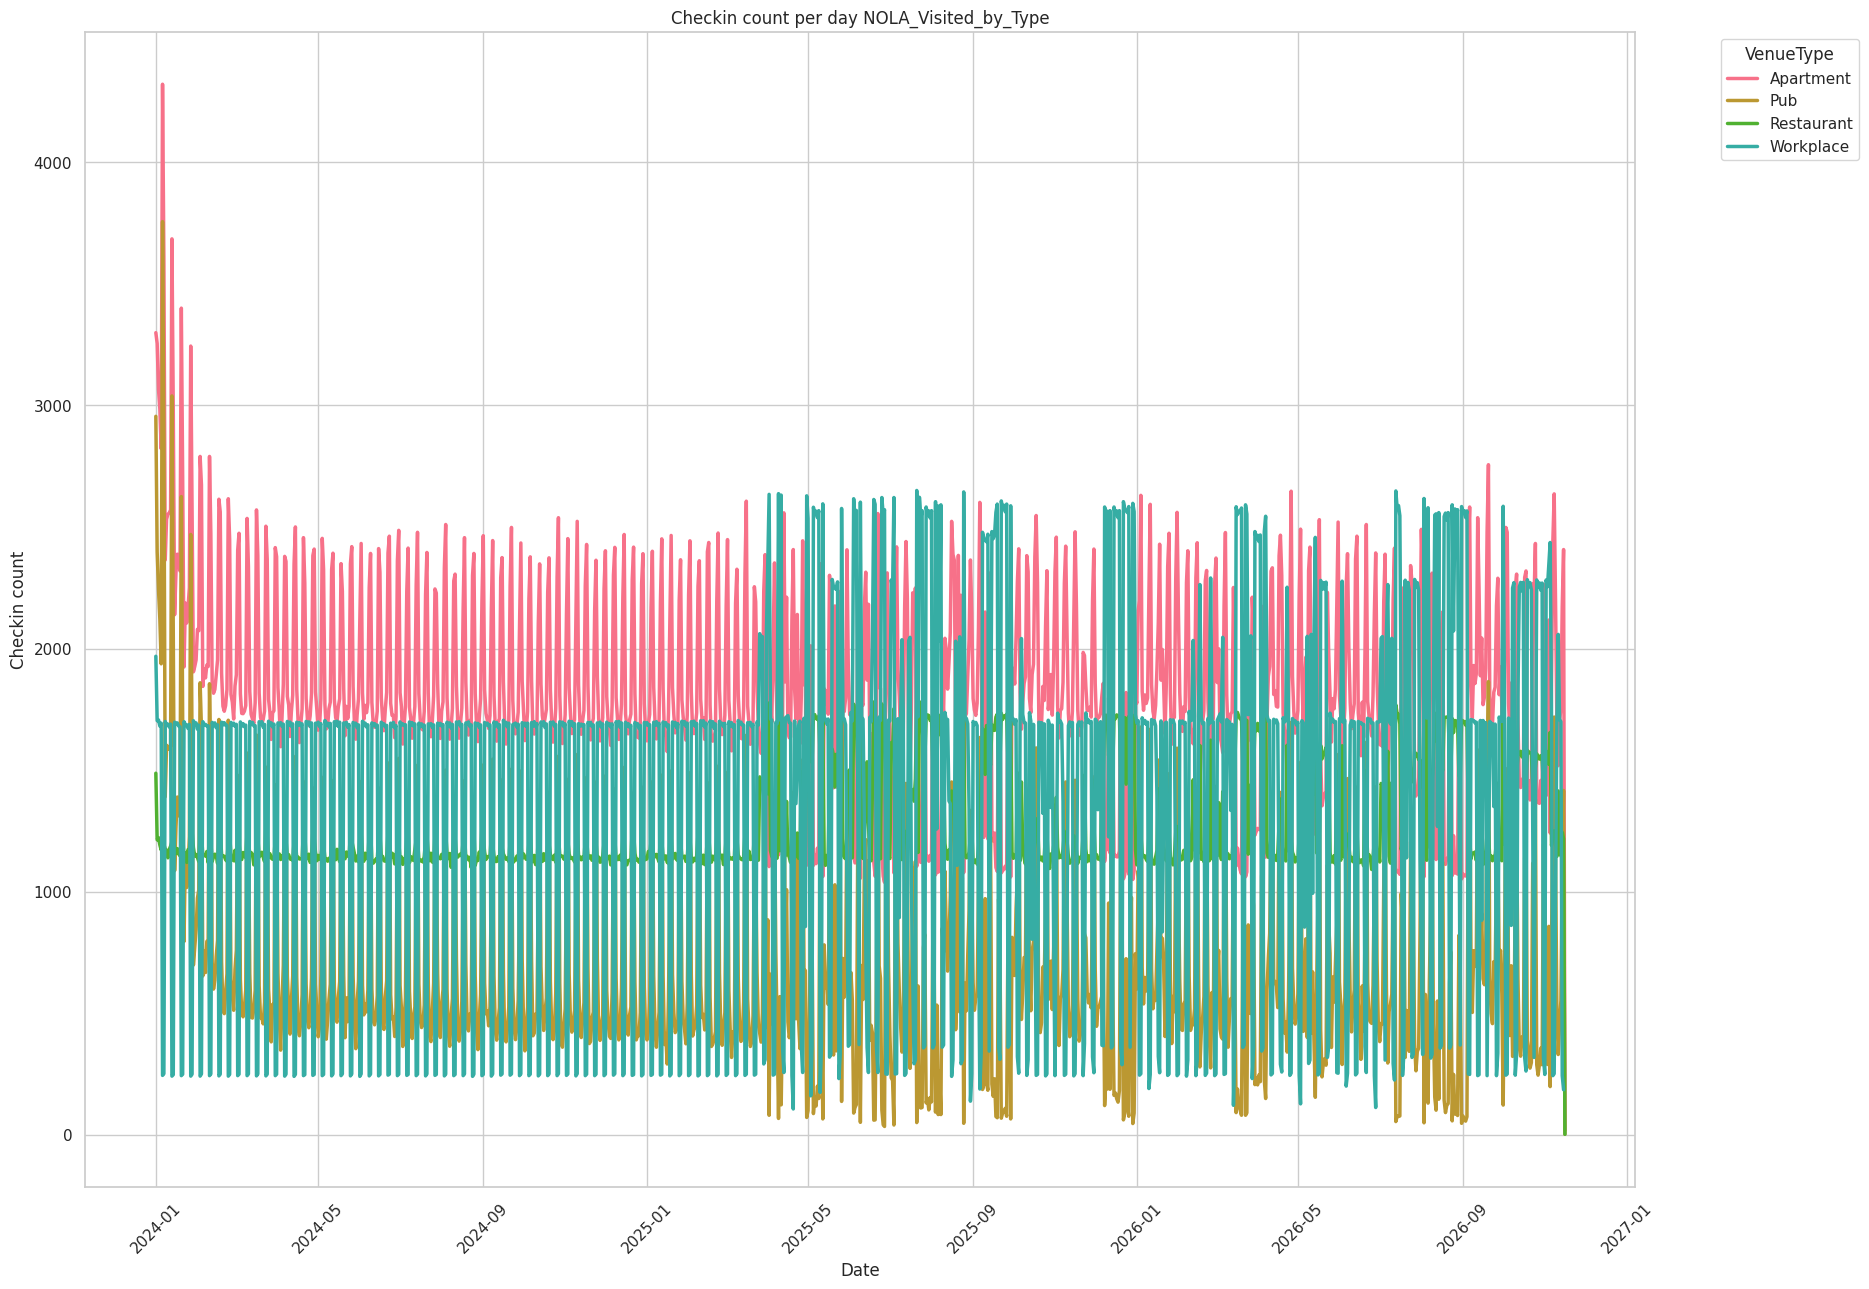 Checkin count per day NOLA_Visited_by_Type
VenueType
Apartment
Pub
Restaurant
Workplace
Checkin count
4000
3000
2000
1000
0
2024-01
2024-05
2024-09
2025-01
2025-05
2025-09
2026-01
2026-05
2026-09
2027-01
Date